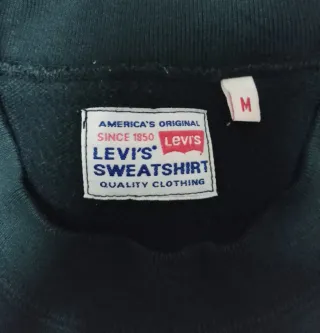 AMERICA'S ORIGINAL
SINCE 1850 Levi's
LEVI'S® SWEATSHIRT
QUALITY CLOTHING
M